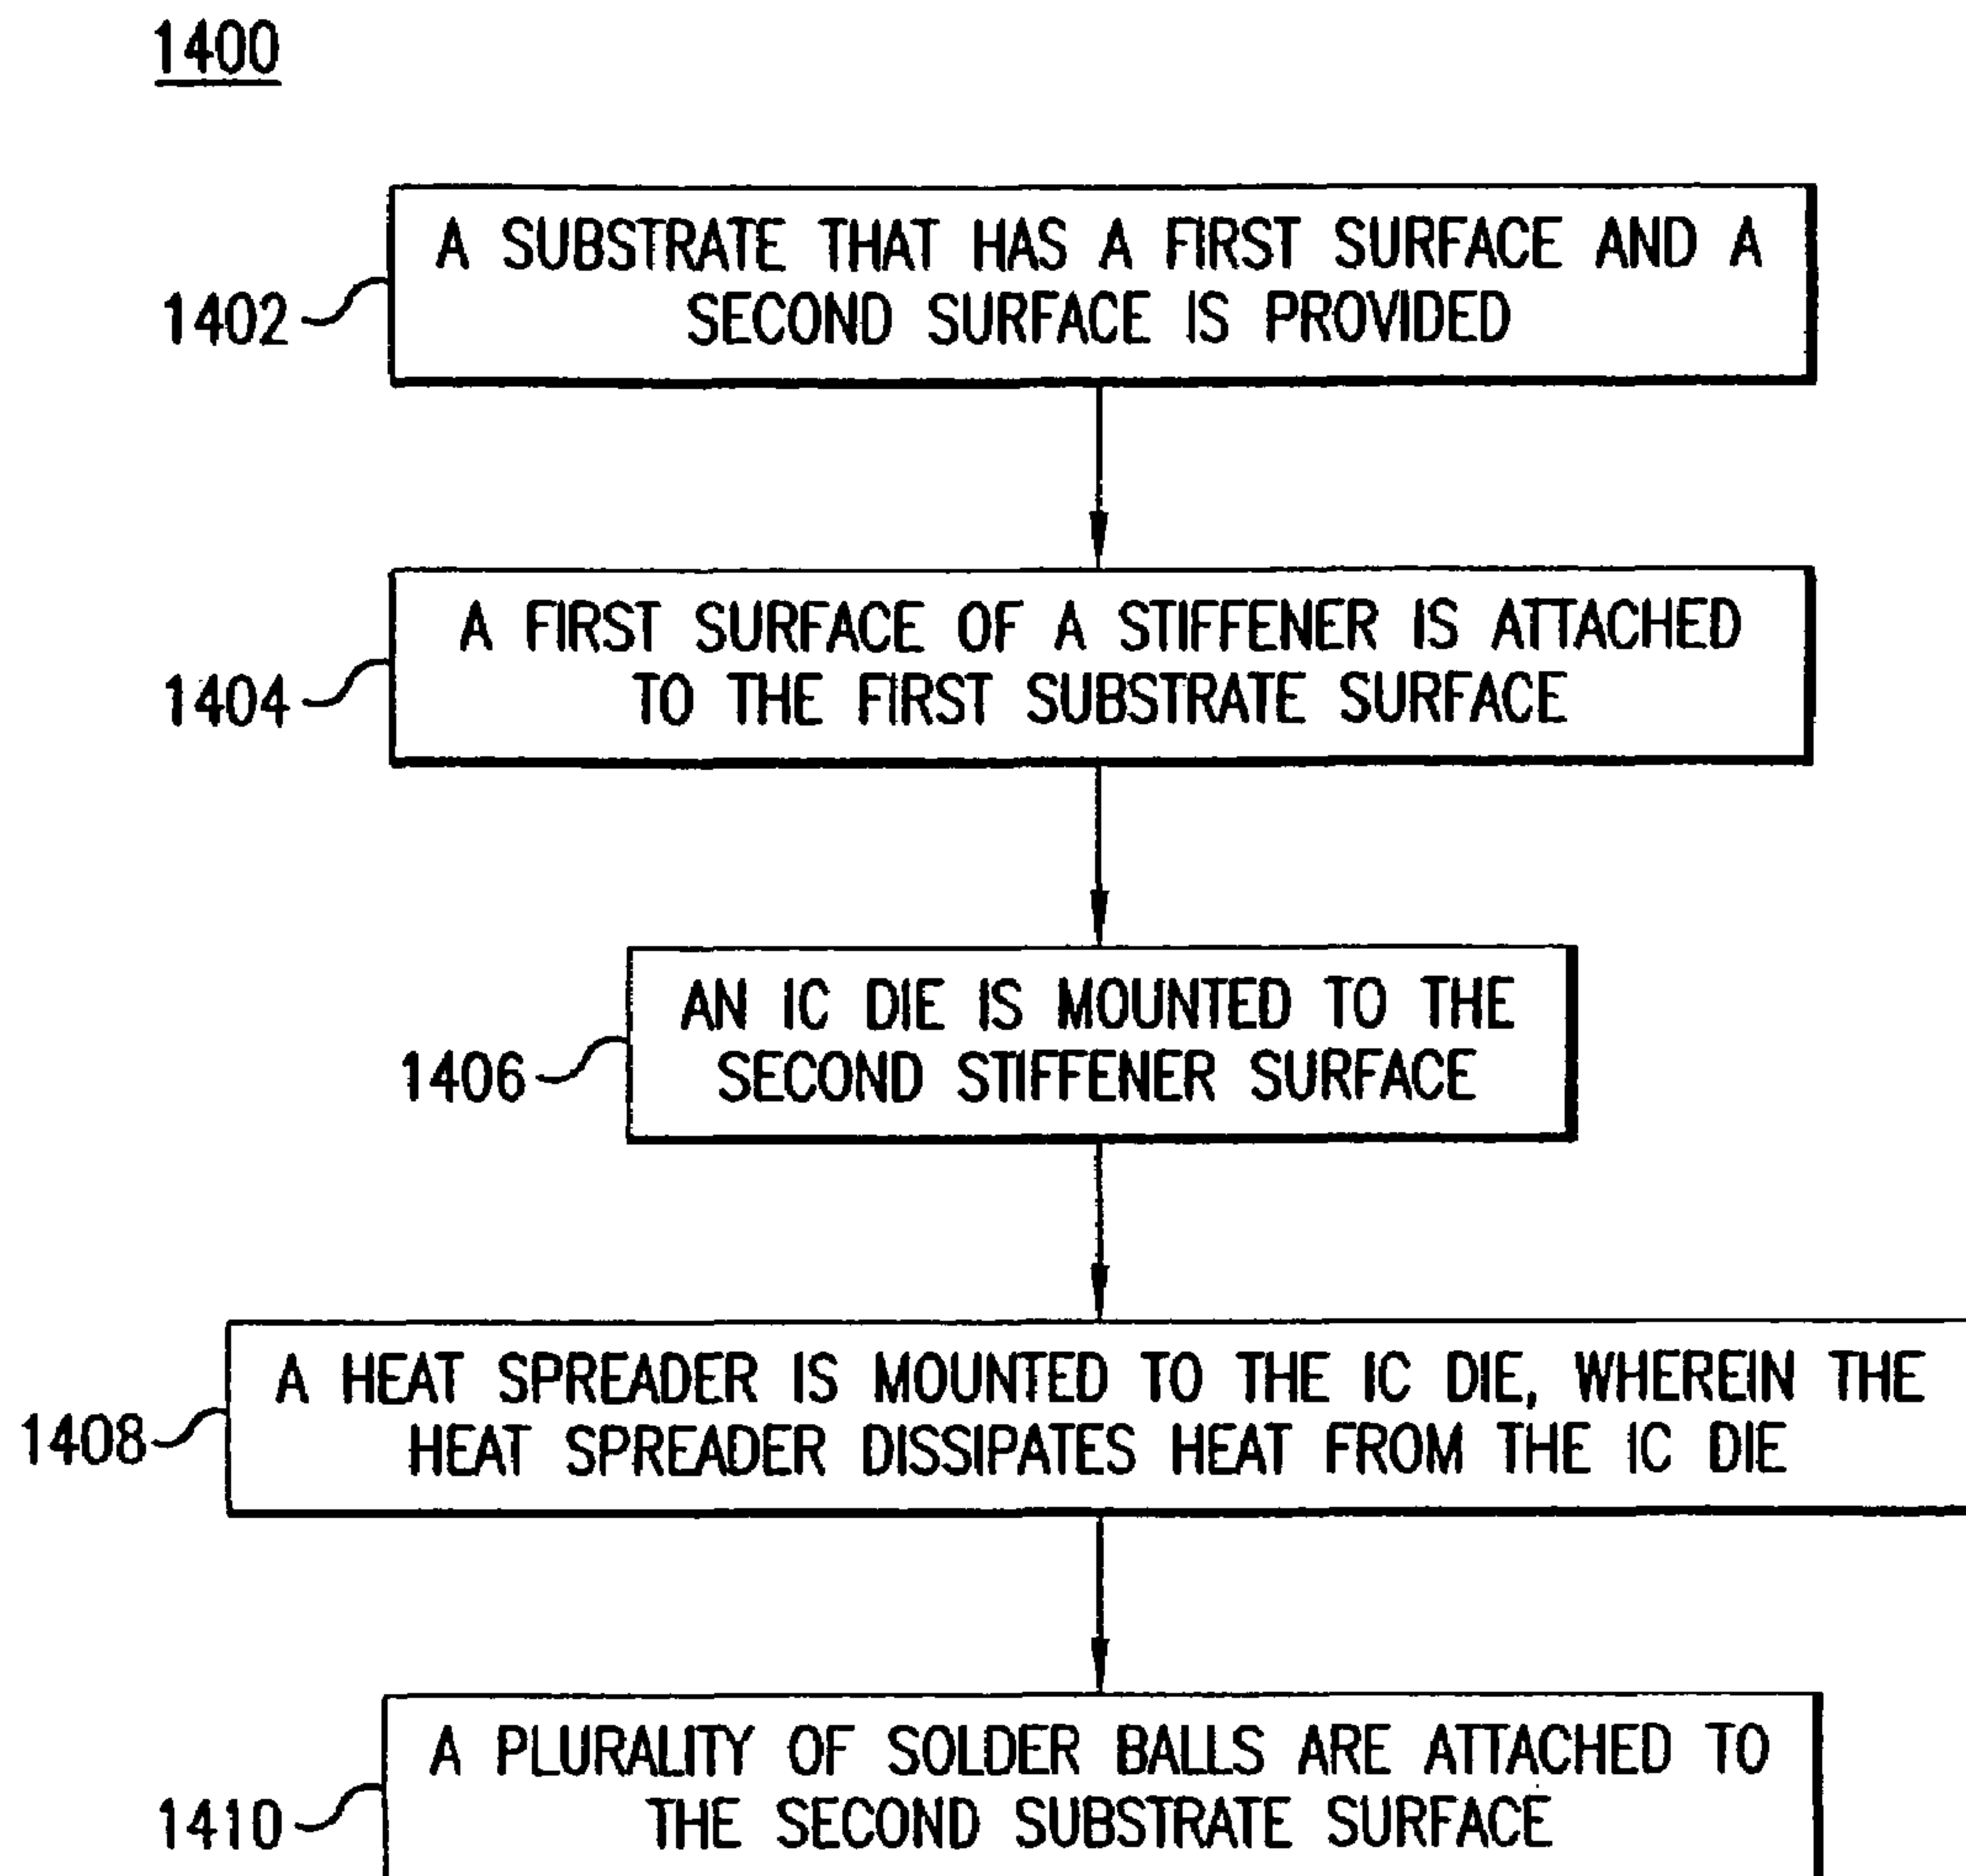 1400
A SUBSTRATE THAT HAS A FIRST SURFACE AND A
SECOND SURFACE IS PROVIDED
1402
A FIRST SURFACE OF A STIFFENER IS ATTACHED
TO THE FIRST SUBSTRATE SURFACE
1404
AN IC DIE IS MOUNTED TO THE
SECOND STIFFENER SURFACE
1406
A HEAT SPREADER IS MOUNTED TO THE IC DIE, WHEREIN THE
HEAT SPREADER DISSIPATES HEAT FROM THE IC DIE
1408
A PLURALITY OF SOLDER BALLS ARE ATTACHED TO
THE SECOND SUBSTRATE SURFACE
1410